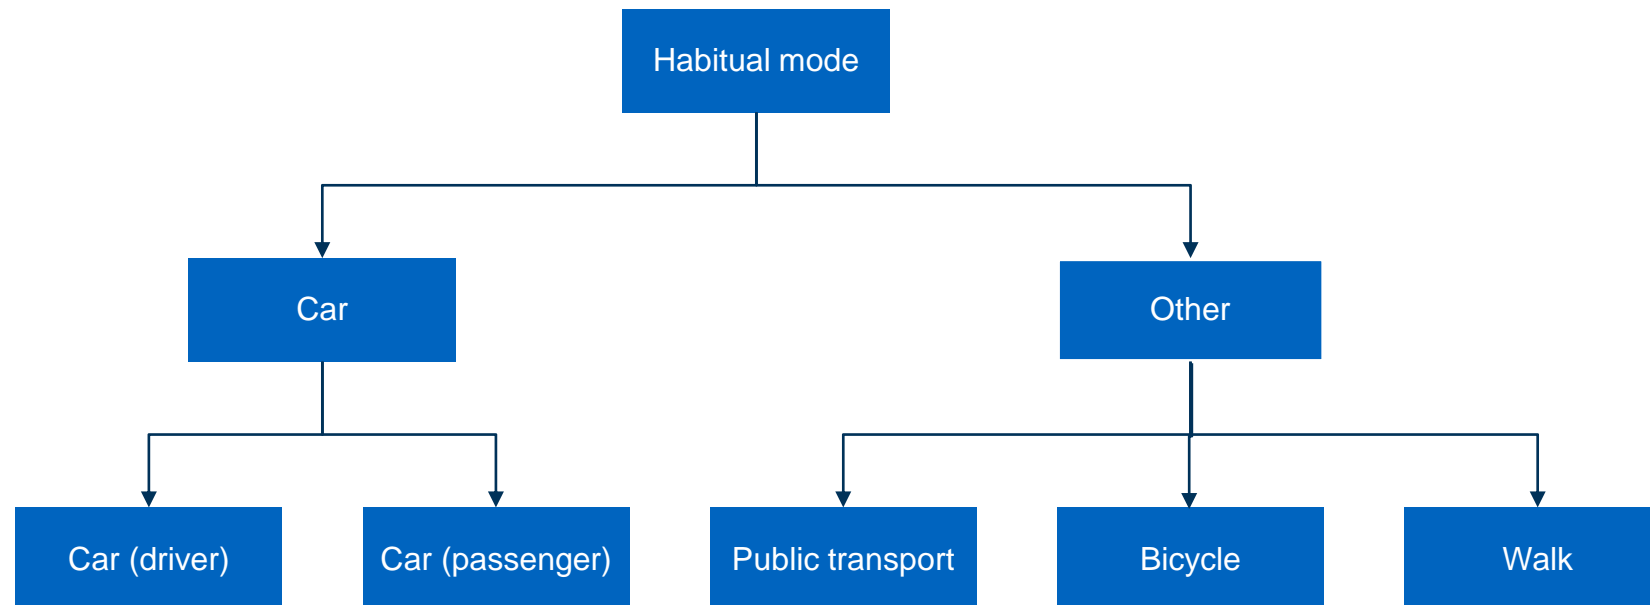 Habitual mode
Car
Other
Car (driver)
Car (passenger)
Public transport
Bicycle
Walk